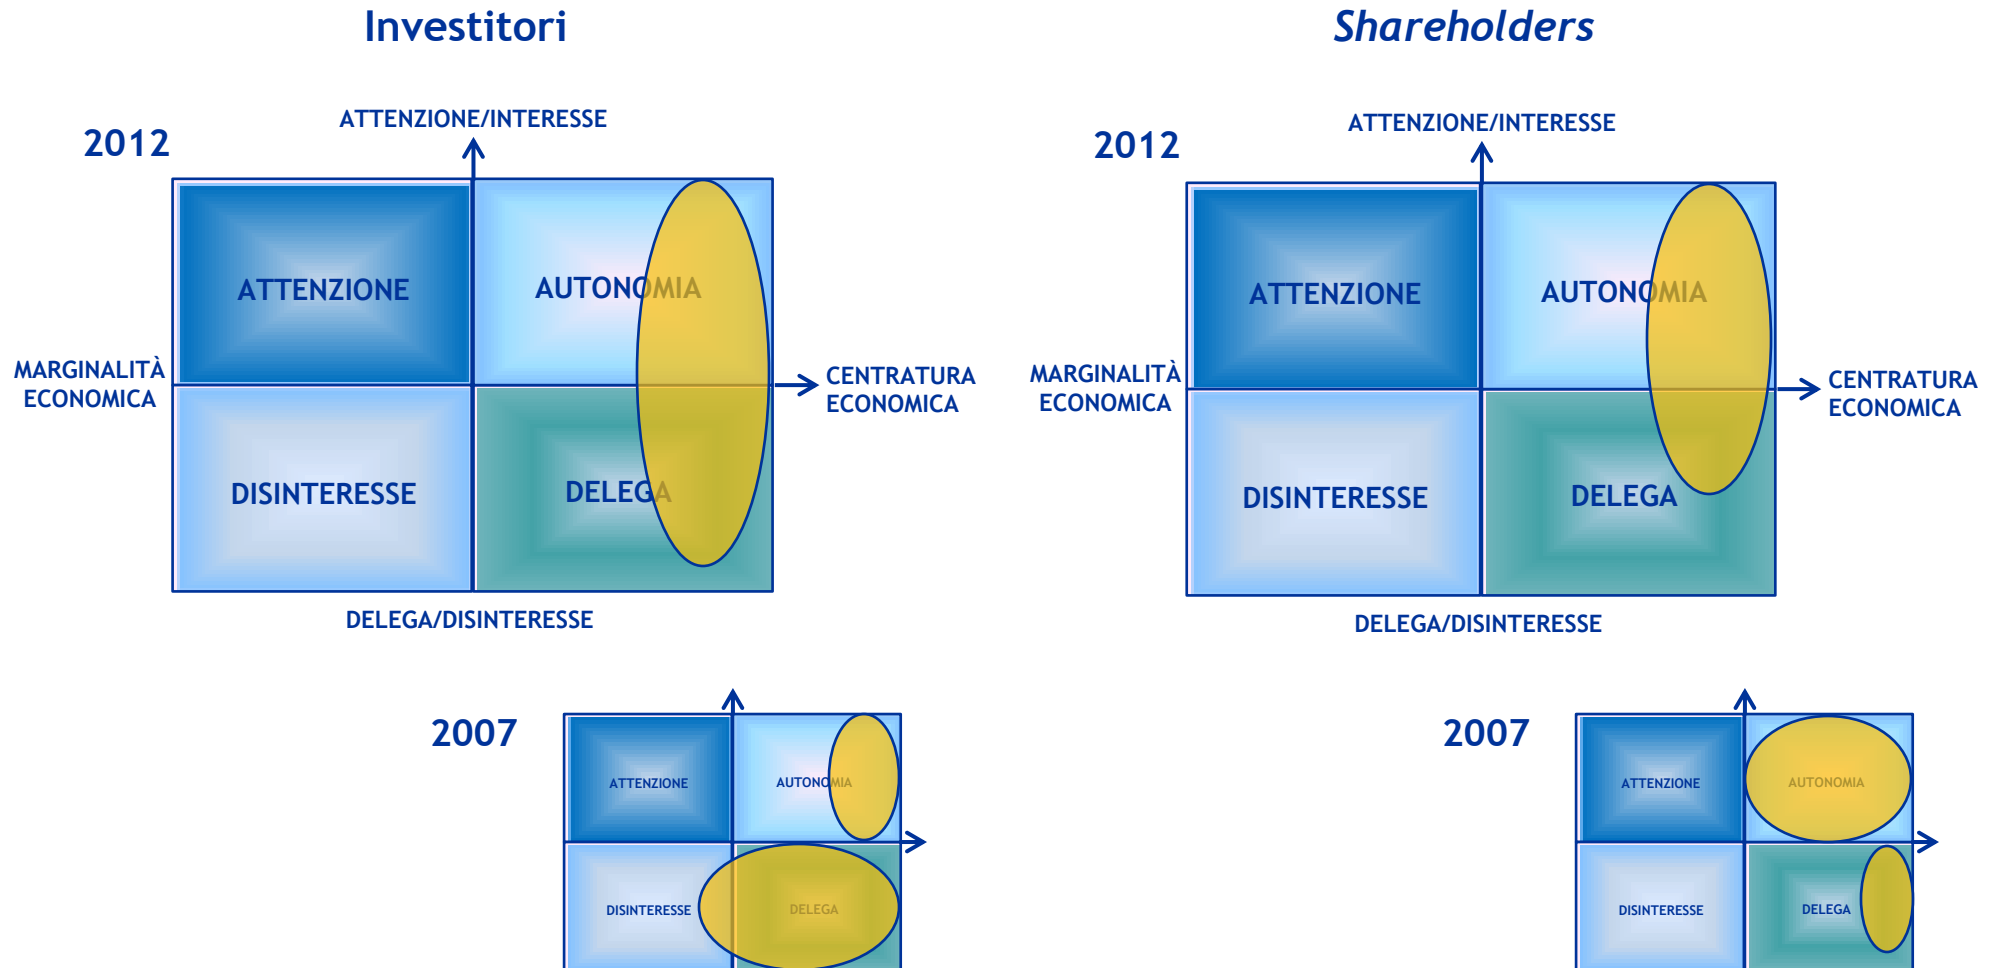 Investitori
Shareholders
2012
ATTENZIONE/INTERESSE
ATTENZIONE
AUTONOMIA
MARGINALITÀ
ECONOMICA
CENTRATURA
ECONOMICA
DISINTERESSE
DELEGA
DELEGA/DISINTERESSE
2012
ATTENZIONE/INTERESSE
ATTENZIONE
AUTONOMIA
MARGINALITÀ
ECONOMICA
CENTRATURA
ECONOMICA
DISINTERESSE
DELEGA
DELEGA/DISINTERESSE
2007
ATTENZIONE
AUTONOMIA
DISINTERESSE
DELEGA
2007
ATTENZIONE
AUTONOMIA
DISINTERESSE
DELEGA